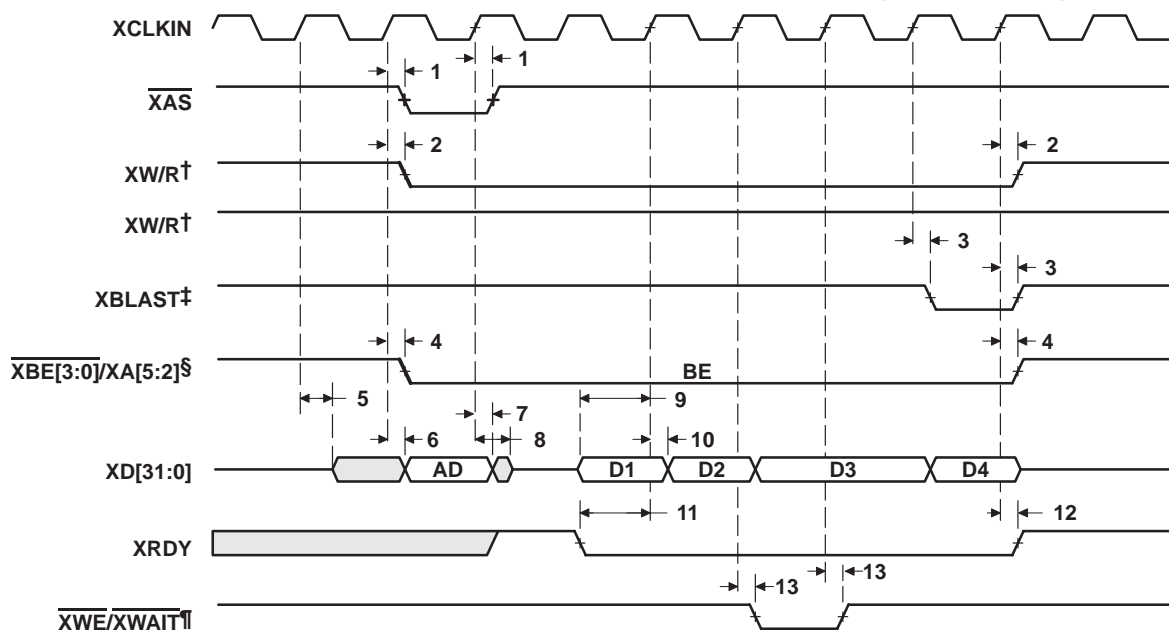 XCLKIN
1 1
XAS
2 2
XW/R†
XW/R†
3
3
XBLAST‡
4 4
XBE[3:0]/XA[5:2]§ BE
5 9
7
6 8 10
XD[31:0] AD D1 D2 D3 D4
11 12
XRDY
13 13
XWE/XWAIT¶